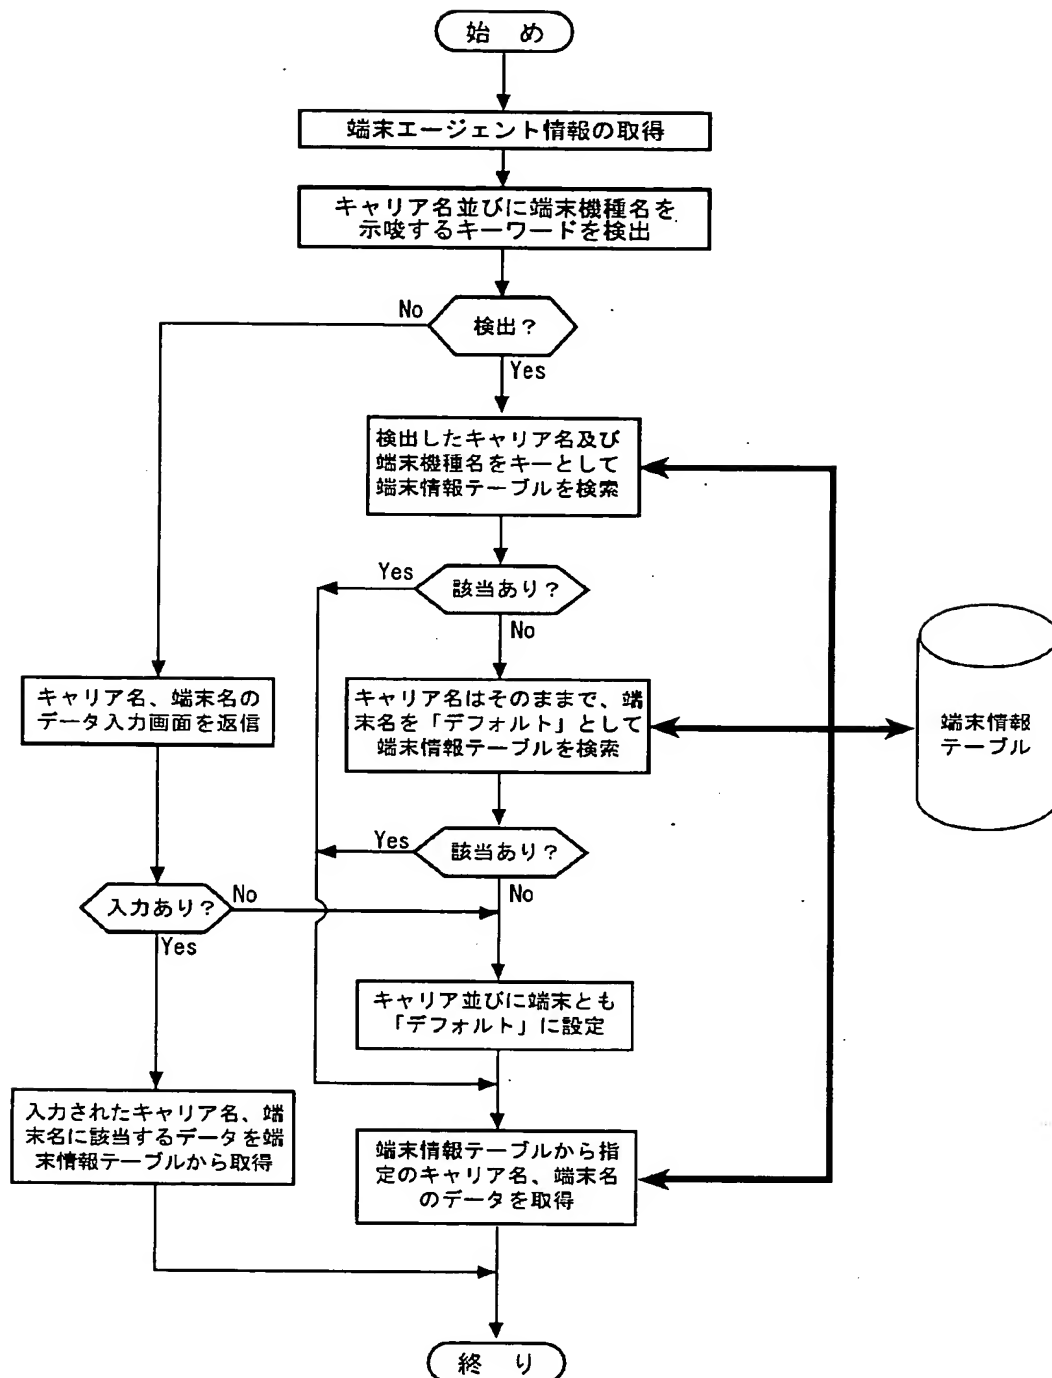 始 め
端末エージェント情報の取得
キャリア名並びに端末機種名を
示唆するキーワードを検出
No
検出？
Yes
検出したキャリア名及び
端末機種名をキーとして
端末情報テーブルを検索
Yes
該当あり？
No
キャリア名、端末名の
データ入力画面を返信
キャリア名はそのままで、端
末名を「デフォルト」として
端末情報テーブルを検索
端末情報
テーブル
Yes
該当あり？
No
入力あり？
No
Yes
キャリア並びに端末とも
「デフォルト」に設定
入力されたキャリア名、端
末名に該当するデータを端
末情報テーブルから取得
端末情報テーブルから指
定のキャリア名、端末名
のデータを取得
終 り